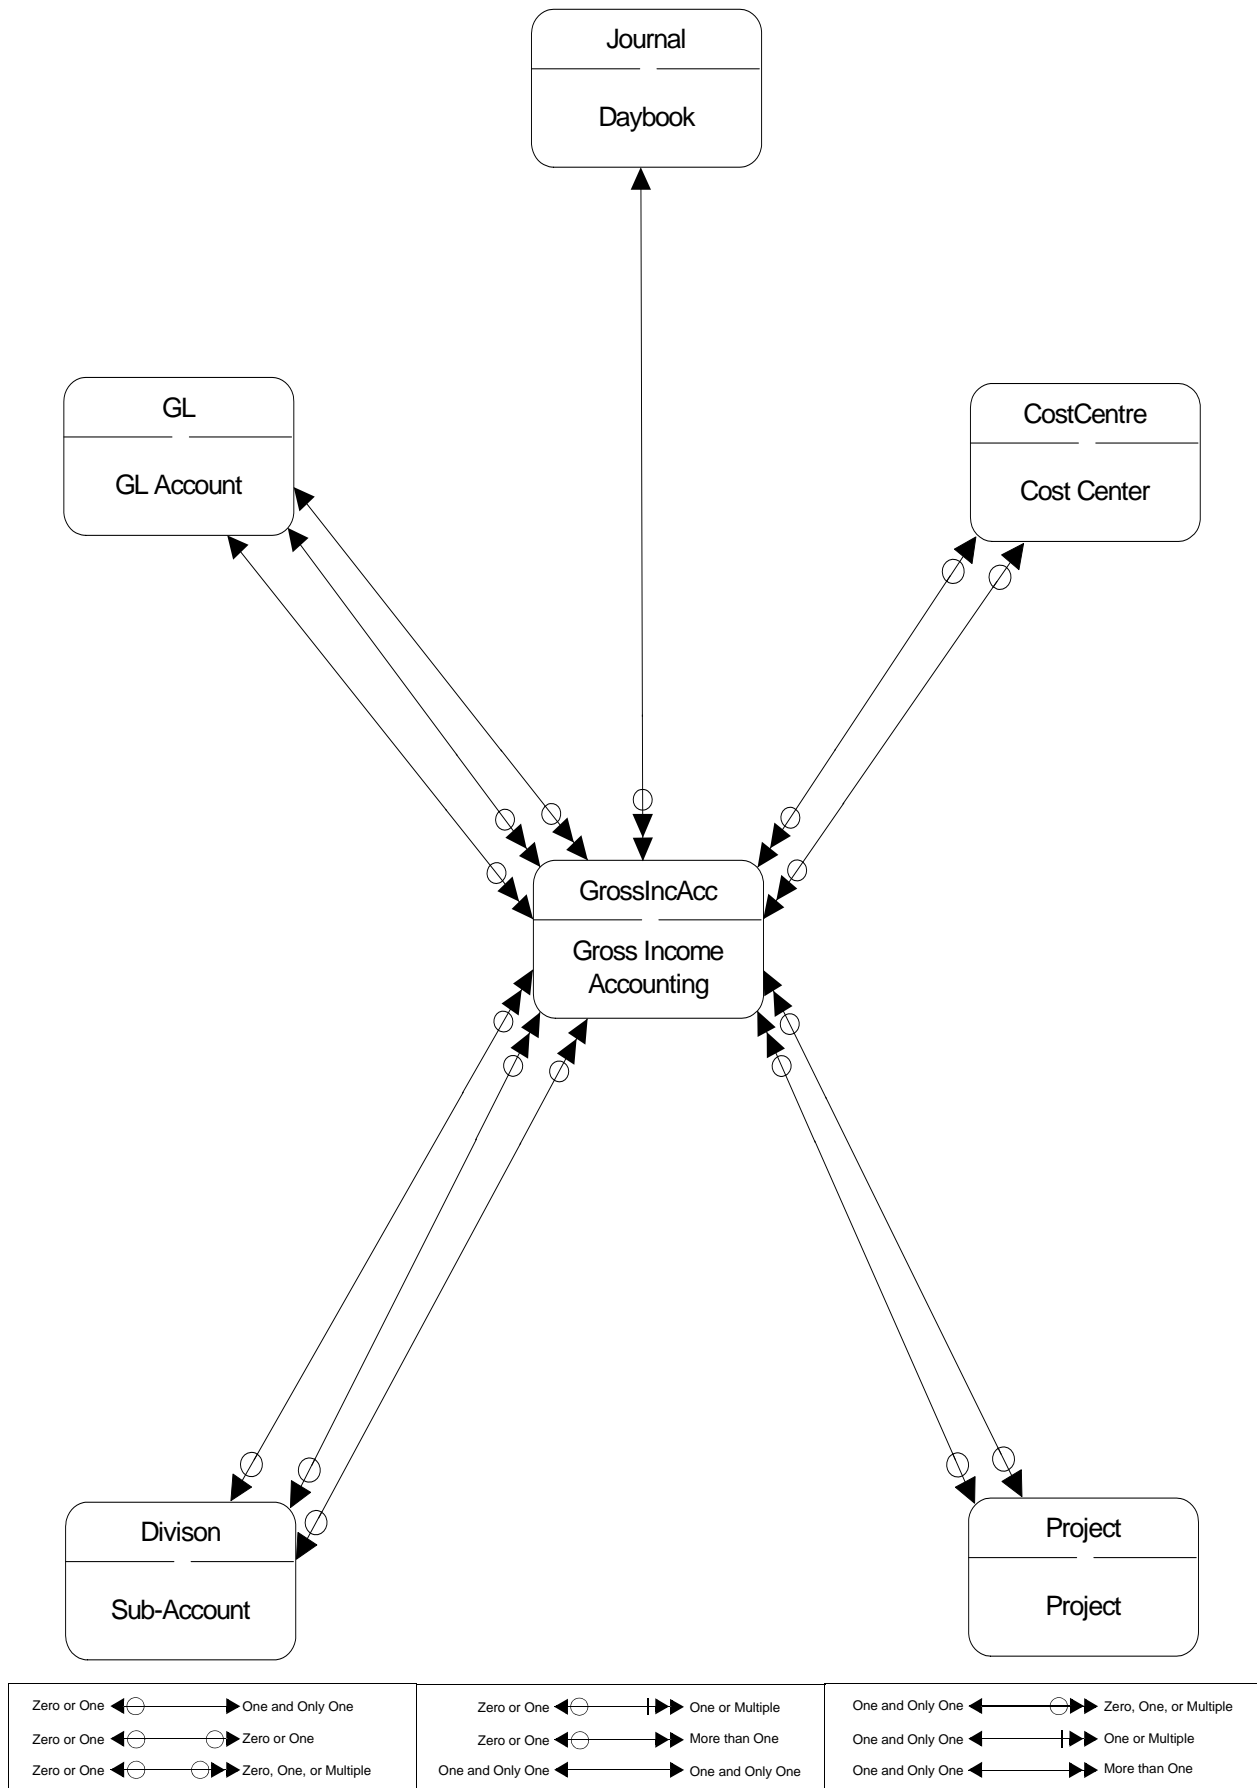 Journal
Daybook
GL
GL Account
CostCentre
Cost Center
GrossIncAcc
Gross Income
Accounting
Divison
Sub-Account
Project
Project
Zero or One One and Only One
Zero or One Zero or One
Zero or One Zero, One, or Multiple
Zero or One One or Multiple
Zero or One More than One
One and Only One One and Only One
One and Only One Zero, One, or Multiple
One and Only One One or Multiple
One and Only One More than One